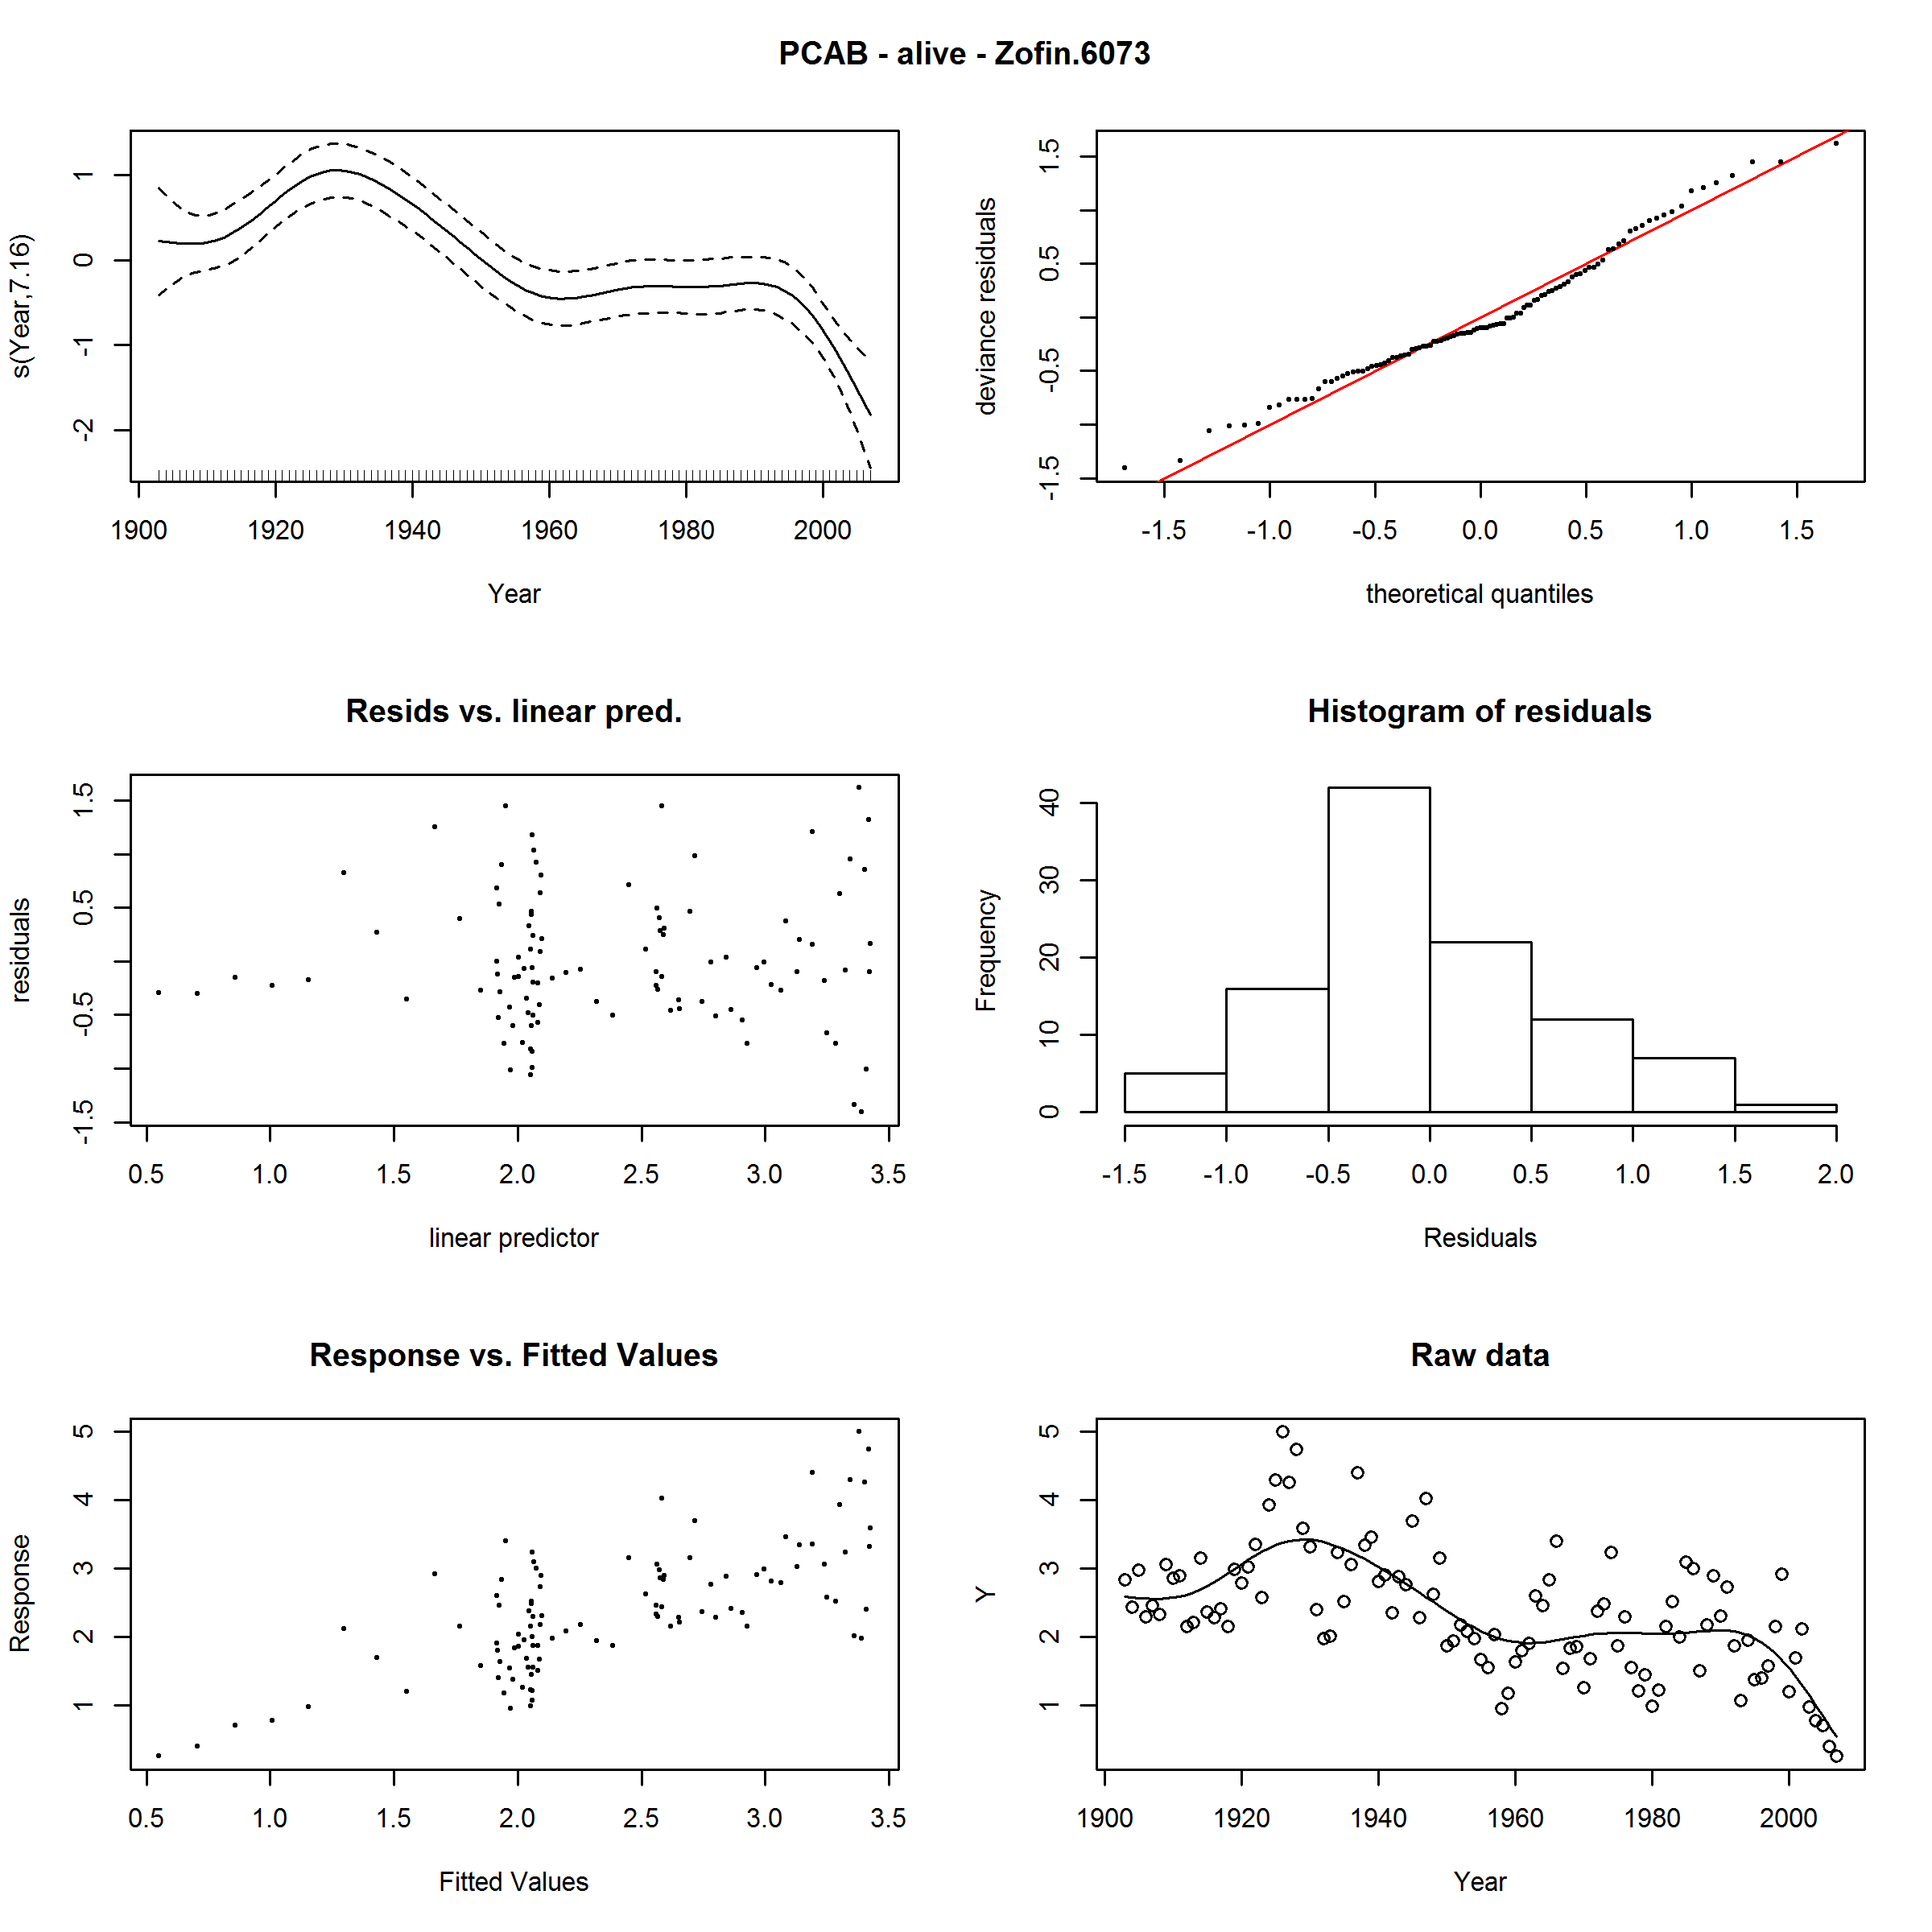 PCAB - alive - Zofin.6073
s(Year,7.16)
1
0
-1
-2
1900 1920 1940 1960 1980 2000
Year
deviance residuals
1.5
0.5
-0.5
-1.5
-1.5 -1.0 -0.5 0.0 0.5 1.0 1.5
theoretical quantiles
Resids vs. linear pred.
residuals
1.5
0.5
-0.5
-1.5
0.5 1.0 1.5 2.0 2.5 3.0 3.5
linear predictor
Histogram of residuals
Frequency
40
30
20
10
0
-1.5 -1.0 -0.5 0.0 0.5 1.0 1.5 2.0
Residuals
Response vs. Fitted Values
Response
5
4
3
2
1
0.5 1.0 1.5 2.0 2.5 3.0 3.5
Fitted Values
Raw data
Y
5
4
3
2
1
1900 1920 1940 1960 1980 2000
Year